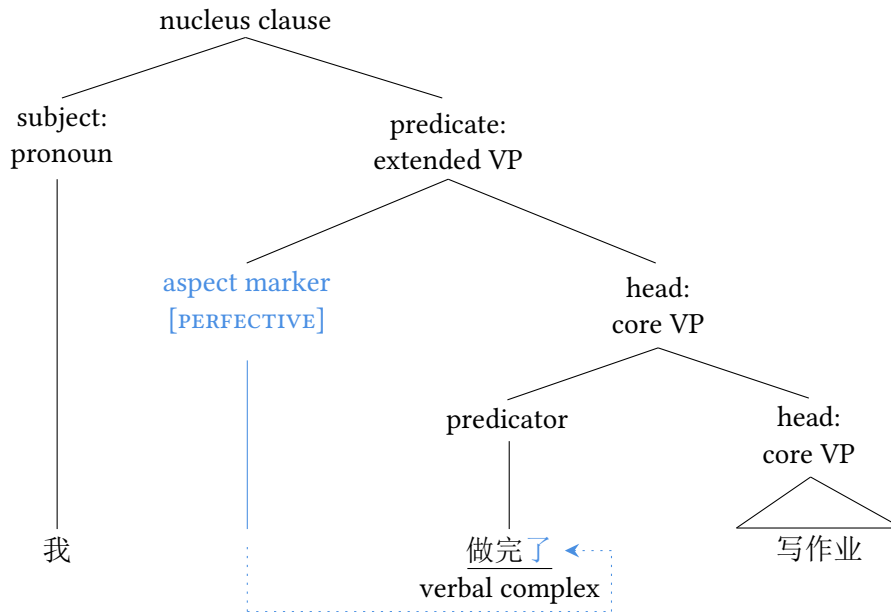 nucleus clause
subject:
pronoun
predicate:
extended VP
aspect marker
[PERFECTIVE]
head:
core VP
predicator
head:
core VP
我
做完了
写作业
verbal complex